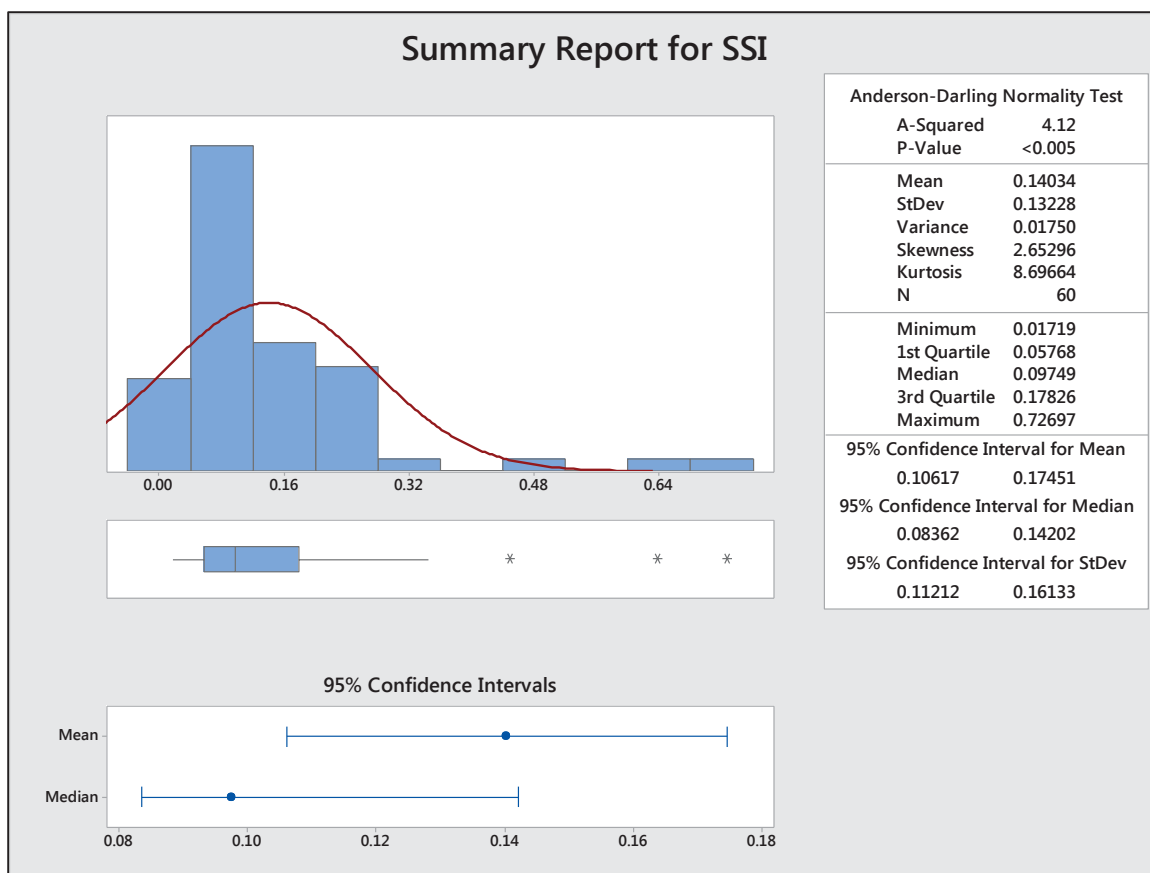 Summary Report for SSI
0.00 0.16 0.32 0.48 0.64
* * *
95% Confidence Intervals
Mean
Median
0.08 0.10 0.12 0.14 0.16 0.18
Anderson-Darling Normality Test
A-Squared 4.12
P-Value <0.005
Mean 0.14034
StDev 0.13228
Variance 0.01750
Skewness 2.65296
Kurtosis 8.69664
N 60
Minimum 0.01719
1st Quartile 0.05768
Median 0.09749
3rd Quartile 0.17826
Maximum 0.72697
95% Confidence Interval for Mean
0.10617 0.17451
95% Confidence Interval for Median
0.08362 0.14202
95% Confidence Interval for StDev
0.11212 0.16133